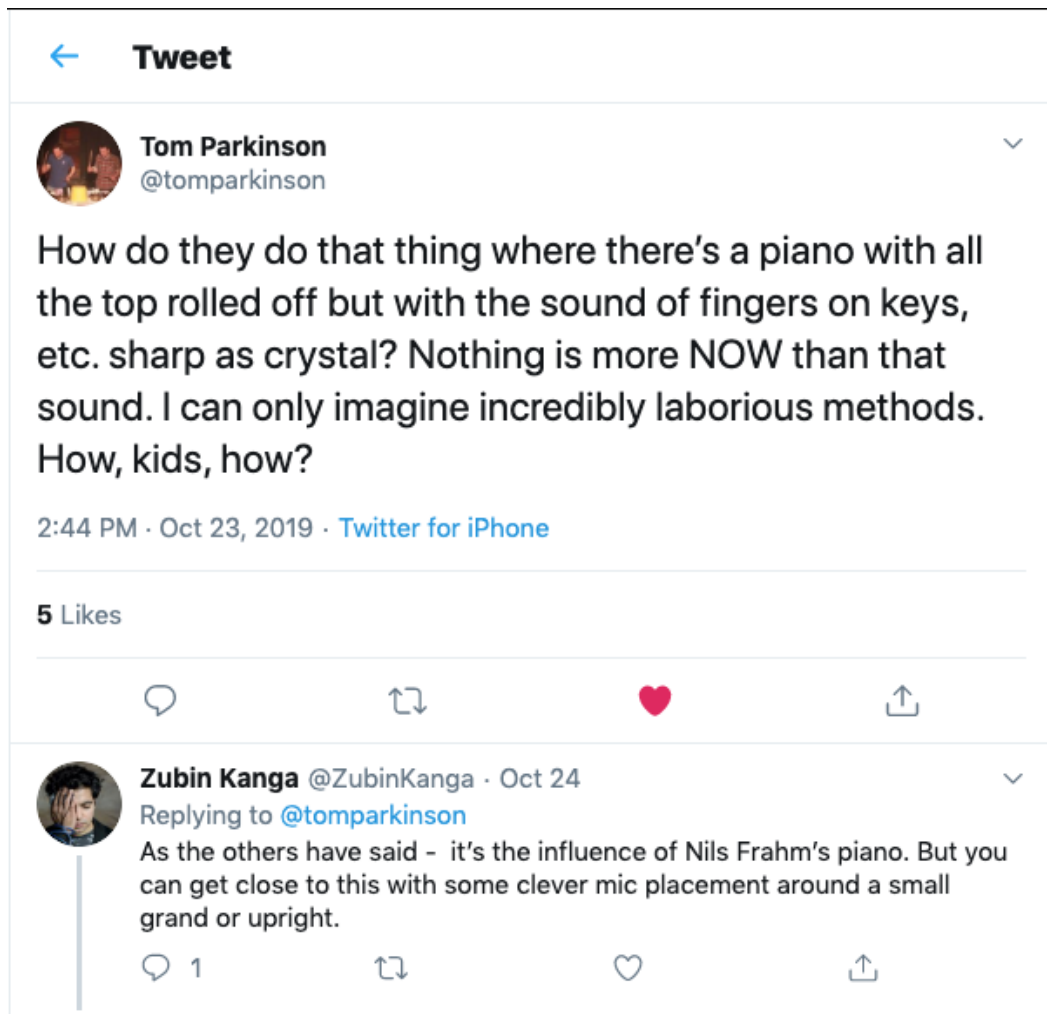 Tweet
Tom Parkinson
@tomparkinson
How do they do that thing where there’s a piano with all
the top rolled off but with the sound of fingers on keys,
etc. sharp as crystal? Nothing is more NOW than that
sound. I can only imagine incredibly laborious methods.
How, kids, how?
2:44 PM · Oct 23, 2019 · Twitter for iPhone
5 Likes
Zubin Kanga @ZubinKanga · Oct 24
Replying to @tomparkinson
As the others have said -  it’s the influence of Nils Frahm’s piano. But you
can get close to this with some clever mic placement around a small
grand or upright.
1